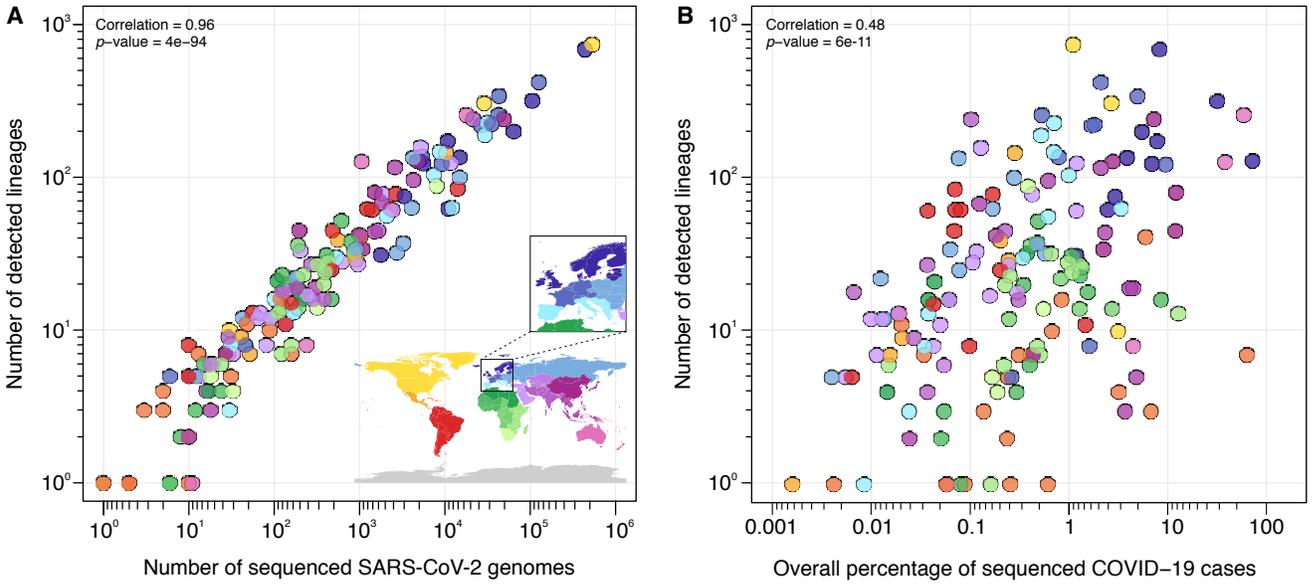 A
Correlation = 0.96
p−value = 4e−94
Number of detected lineages
10³
10²
10¹
10⁰
10⁰ 10¹ 10² 10³ 10⁴ 10⁵ 10⁶
Number of sequenced SARS-CoV-2 genomes
B
Correlation = 0.48
p−value = 6e-11
Number of detected lineages
10³
10²
10¹
10⁰
0.001 0.01 0.1 1 10 100
Overall percentage of sequenced COVID−19 cases